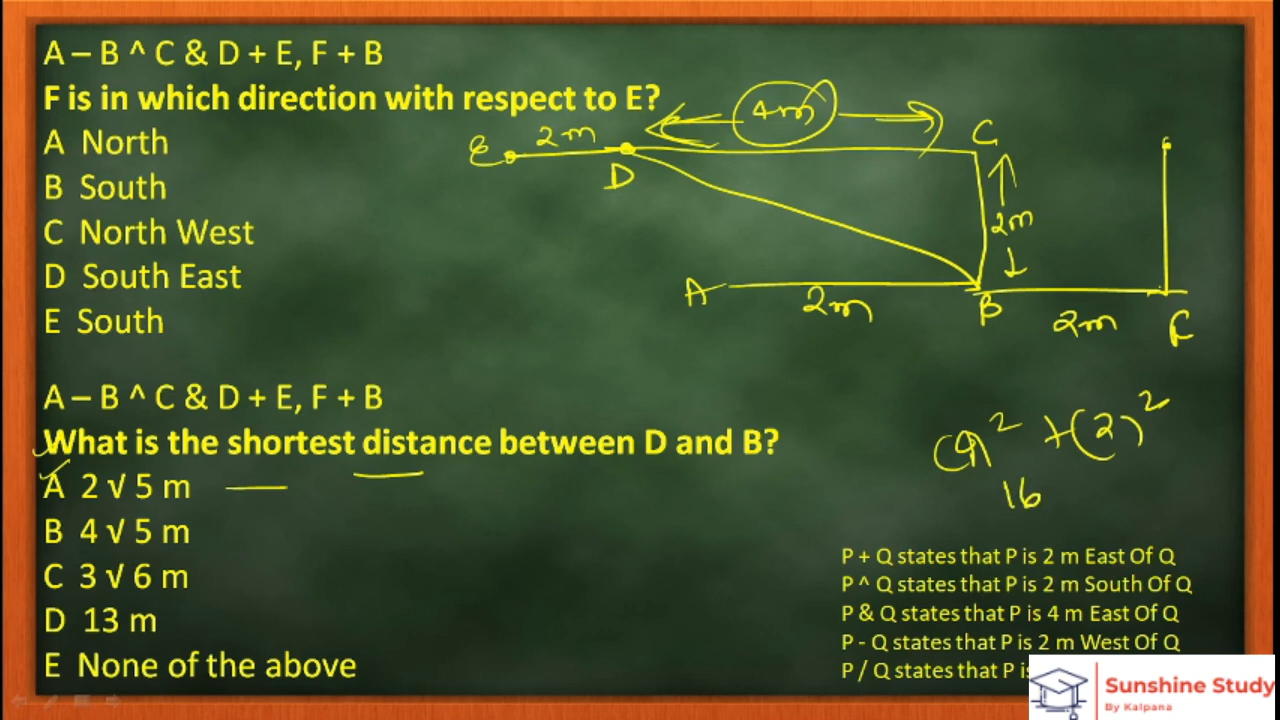 A – B ^ C & D + E, F + B
F is in which direction with respect to E?
A North
B South
C North West
D South East
E South
E 2m D 4m C
2m
A 2m B 2m F
A – B ^ C & D + E, F + B
What is the shortest distance between D and B?
A 2 √ 5 m
B 4 √ 5 m
C 3 √ 6 m
D 13 m
E None of the above
(4)² + (2)²
16
P + Q states that P is 2 m East Of Q
P ^ Q states that P is 2 m South Of Q
P & Q states that P is 4 m East Of Q
P - Q states that P is 2 m West Of Q
P / Q states that P is
Sunshine Study
By Kalpana